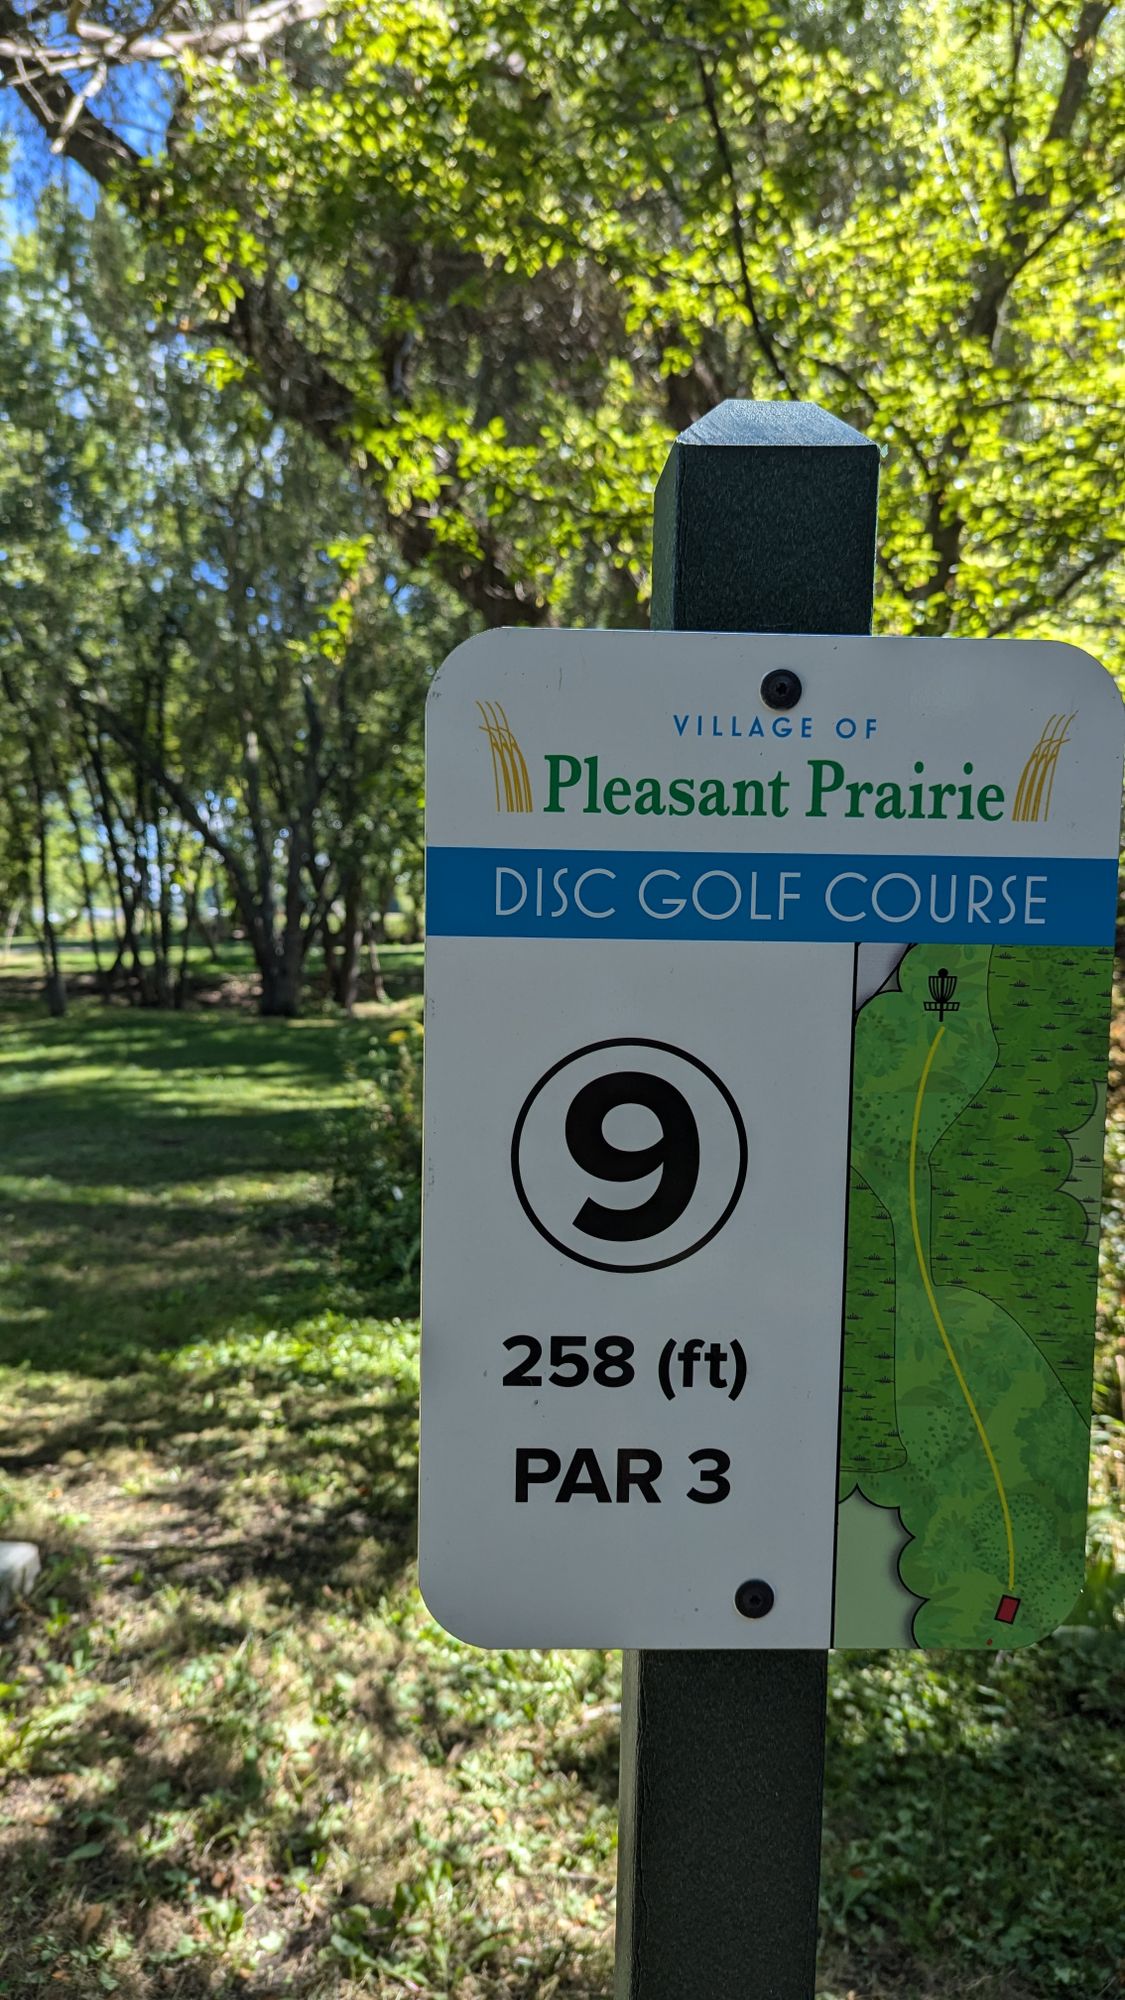 VILLAGE OF
Pleasant Prairie
DISC GOLF COURSE
9
258 (ft)
PAR 3